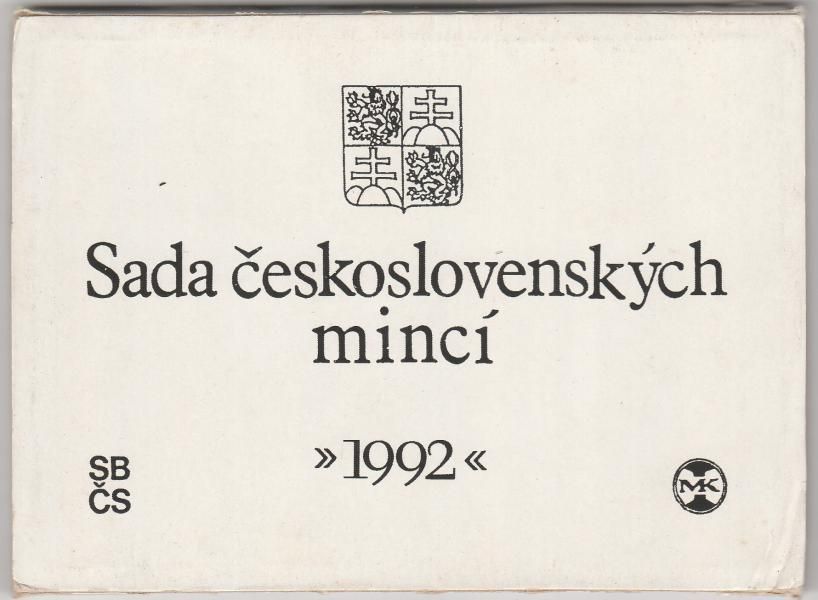 Sada československých
mincí
»1992«
SB
ČS
MK